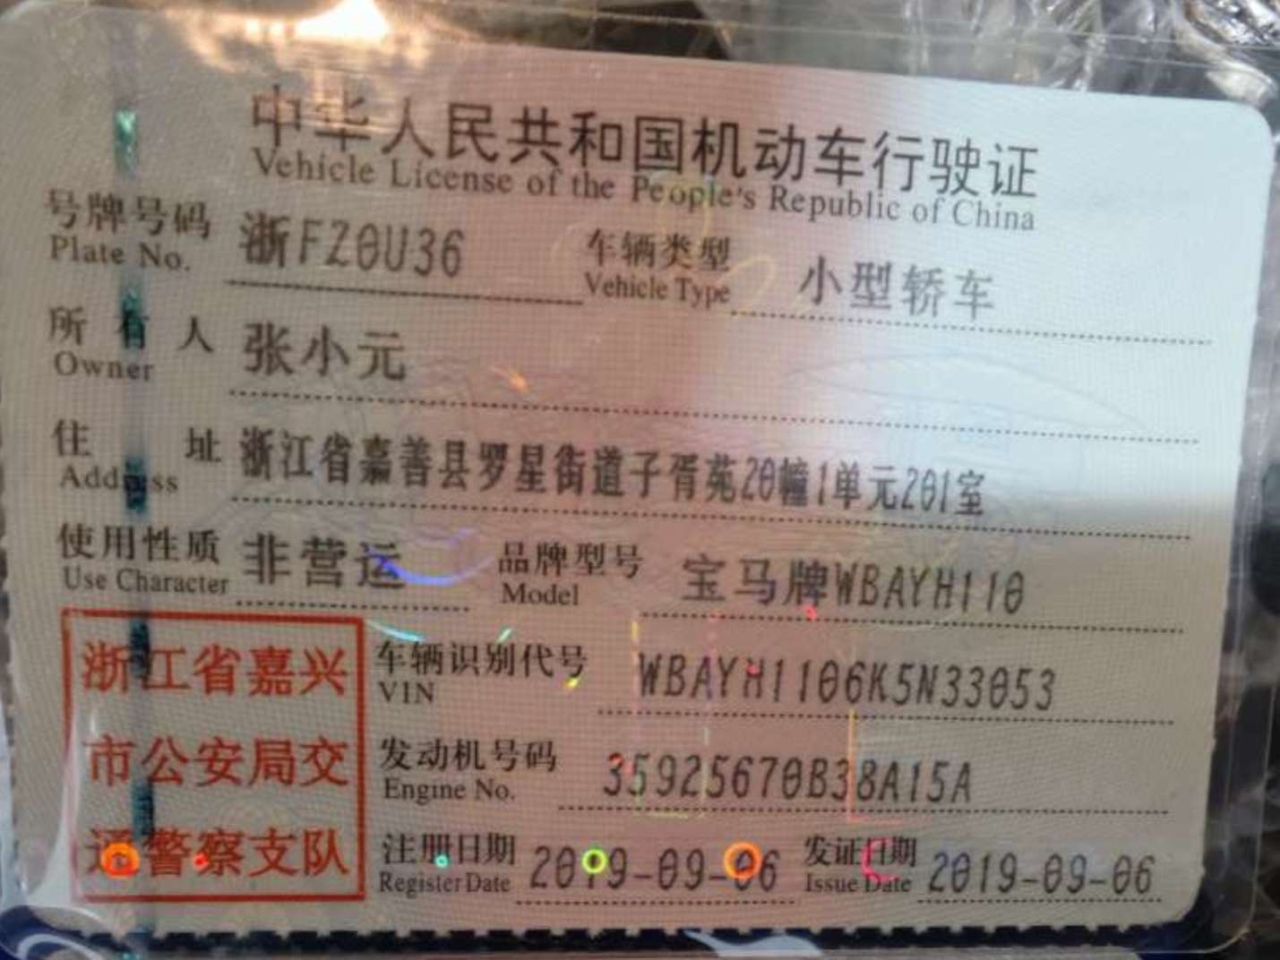 中华人民共和国机动车行驶证
Vehicle License of the People's Republic of China
号牌号码 浙FZ0U36 车辆类型 小型轿车
Plate No. Vehicle Type
所有人 张小元
Owner
住址 浙江省嘉善县罗星街道子胥苑20幢1单元201室
Address
使用性质 非营运 品牌型号 宝马牌WBAYH110
Use Character Model
浙江省嘉兴
市公安局交
通警察支队
车辆识别代号 WBAYH1106K5N33053
VIN
发动机号码 35925670B38A15A
Engine No.
注册日期 2019-09-06 发证日期 2019-09-06
Register Date Issue Date